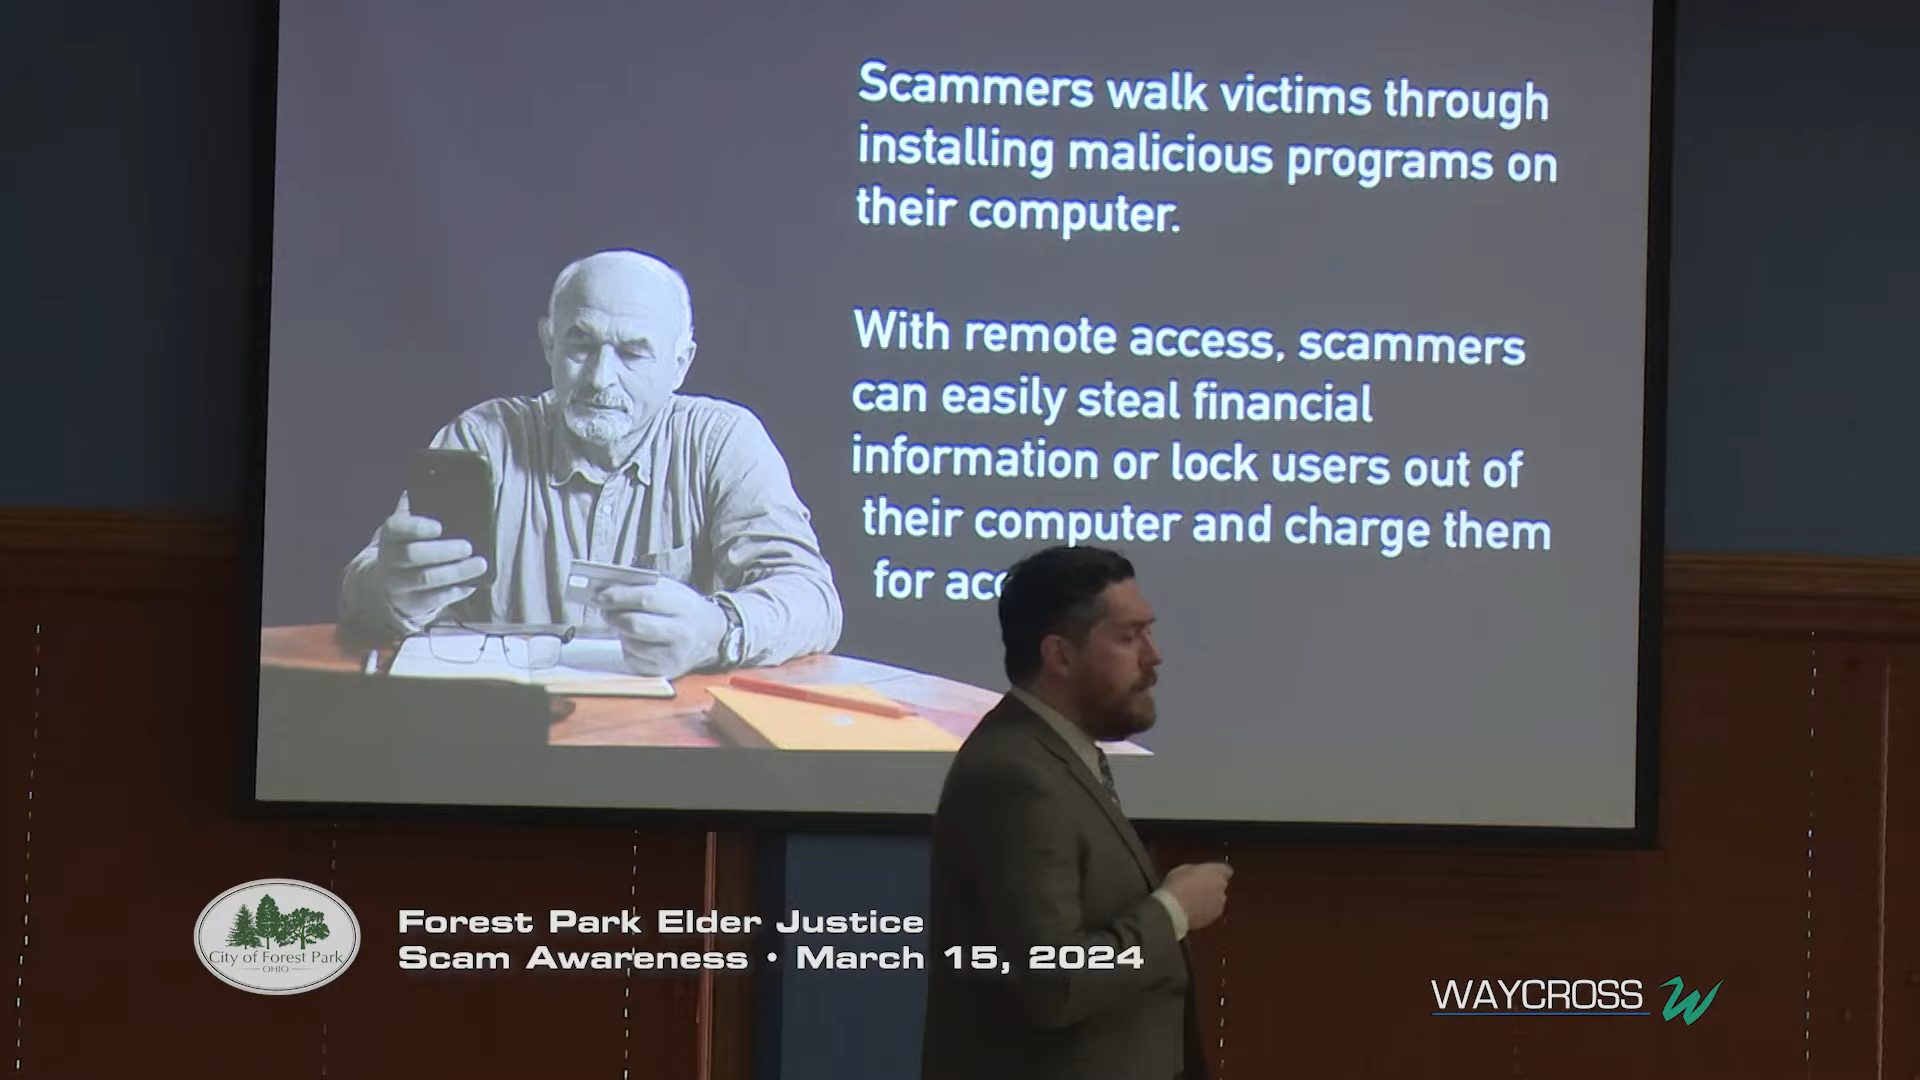 Scammers walk victims through
installing malicious programs on
their computer.
With remote access, scammers
can easily steal financial
information or lock users out of
their computer and charge them
for
City of Forest Park
OHIO
Forest Park Elder Justice
Scam Awareness • March 15, 2024
WAYCROSS